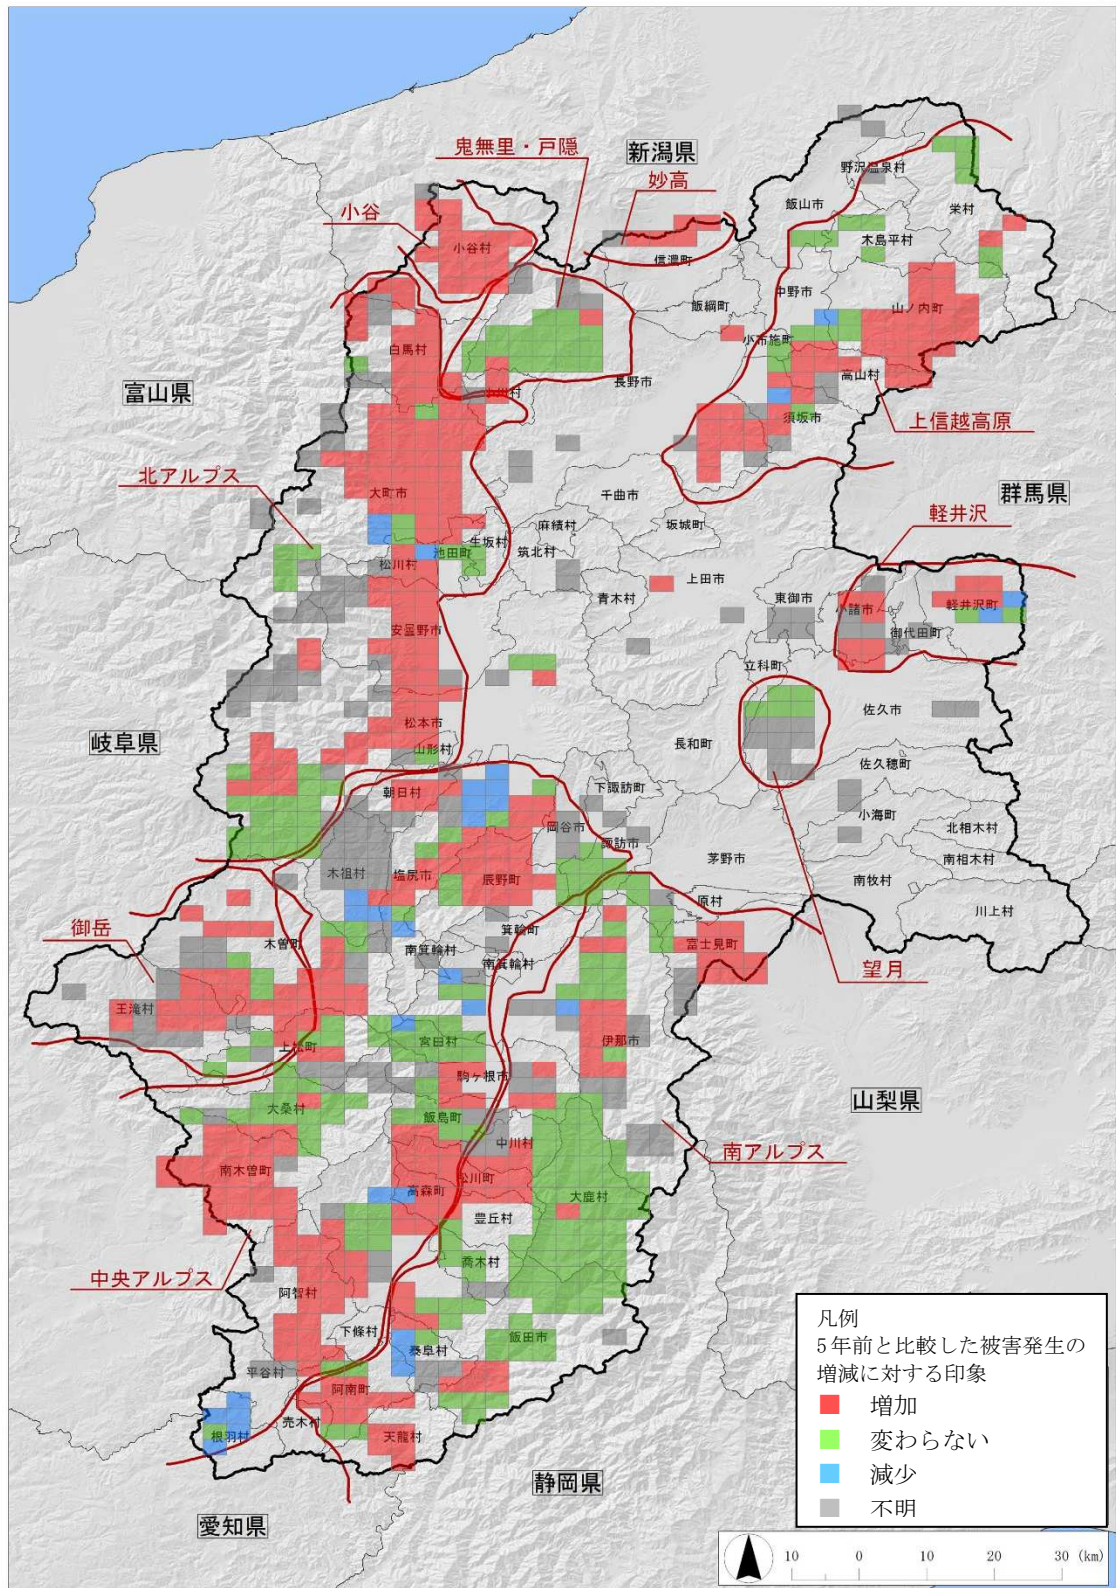 鬼無里・戸隠
新潟県
妙高
野沢温泉村
飯山市
栄村
小谷
木島平村
小谷村
信濃町
飯綱町
中野市
山ノ内町
白馬村
小布施町
高山村
長野市
富山県
小川村
須坂市
上信越高原
北アルプス
大町市
千曲市
群馬県
麻績村
坂城町
軽井沢
生坂村
池田町
筑北村
松川村
上田市
青木村
東御市
小諸市
軽井沢町
安曇野市
御代田町
立科町
松本市
佐久市
岐阜県
山形村
長和町
佐久穂町
朝日村
下諏訪町
小海町
岡谷市
北相木村
諏訪市
茅野市
南相木村
木祖村
塩尻市
辰野町
南牧村
原村
川上村
御岳
木曽町
箕輪町
富士見町
南箕輪村
南箕輪村
望月
王滝村
上松町
宮田村
伊那市
駒ヶ根市
山梨県
大桑村
飯島町
中川村
南アルプス
南木曽町
松川町
高森町
大鹿村
豊丘村
喬木村
中央アルプス
阿智村
下條村
飯田市
泰阜村
平谷村
阿南町
売木村
根羽村
天龍村
静岡県
愛知県
凡例
5年前と比較した被害発生の
増減に対する印象
増加
変わらない
減少
不明
10 0 10 20 30 (km)